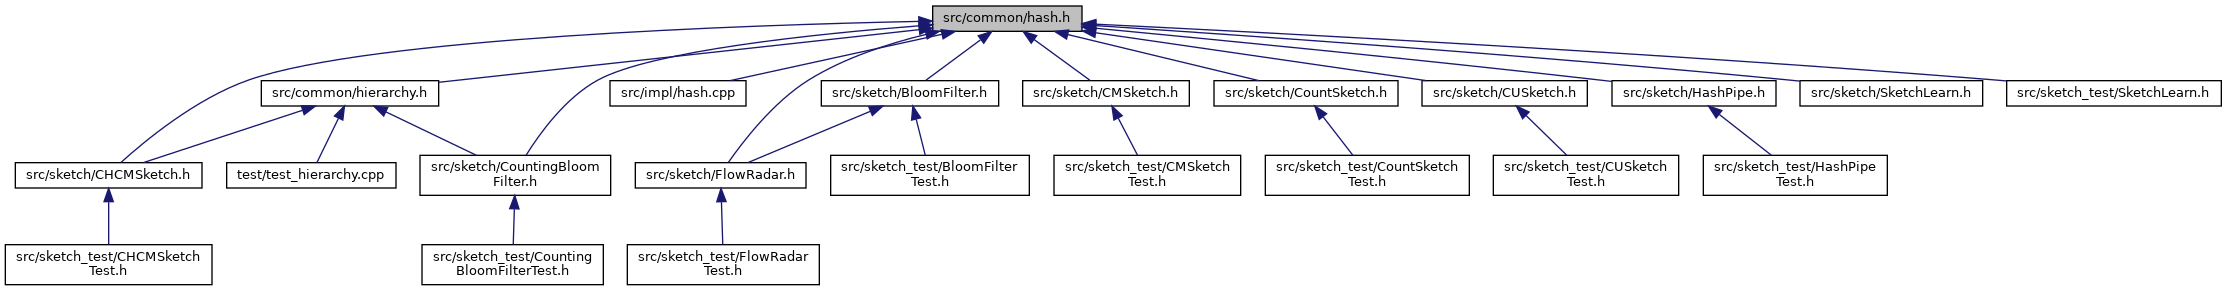 src/common/hash.h
src/common/hierarchy.h
src/impl/hash.cpp
src/sketch/BloomFilter.h
src/sketch/CMSketch.h
src/sketch/CountSketch.h
src/sketch/CUSketch.h
src/sketch/HashPipe.h
src/sketch/SketchLearn.h
src/sketch_test/SketchLearn.h
src/sketch/CHCMSketch.h
test/test_hierarchy.cpp
src/sketch/CountingBloom
Filter.h
src/sketch/FlowRadar.h
src/sketch_test/BloomFilter
Test.h
src/sketch_test/CMSketch
Test.h
src/sketch_test/CountSketch
Test.h
src/sketch_test/CUSketch
Test.h
src/sketch_test/HashPipe
Test.h
src/sketch_test/CHCMSketch
Test.h
src/sketch_test/Counting
BloomFilterTest.h
src/sketch_test/FlowRadar
Test.h